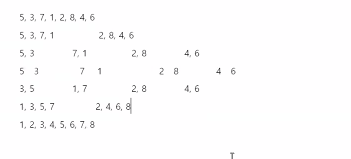 5, 3, 7, 1, 2, 8, 4, 6
5, 3, 7, 1 2, 8, 4, 6
5, 3 7, 1 2, 8 4, 6
5 3 7 1 2 8 4 6
3, 5 1, 7 2, 8 4, 6
1, 3, 5, 7 2, 4, 6, 8
1, 2, 3, 4, 5, 6, 7, 8